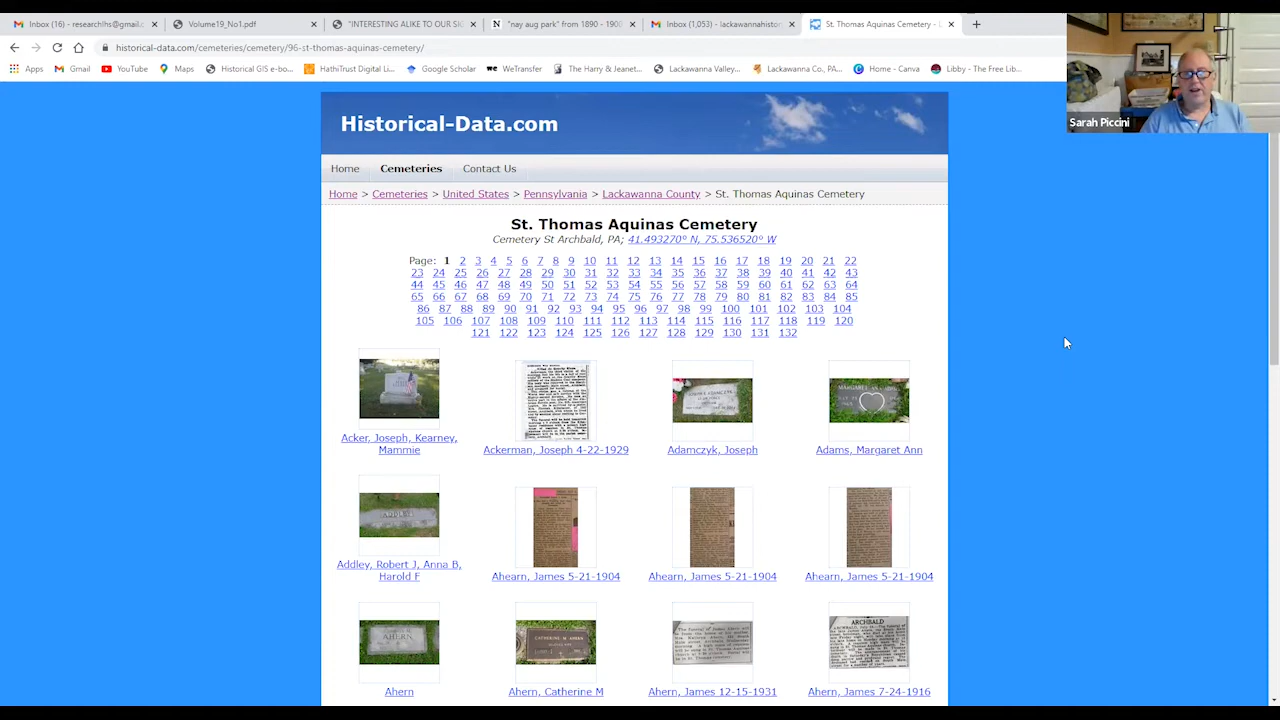 Inbox (16) - researchlhs@gmail.c
Volume19_No1.pdf
"INTERESTING ALIKE TO OUR SK
"nay aug park" from 1890 - 1900
Inbox (1,053) - lackawannahistor
St. Thomas Aquinas Cemetery - L
historical-data.com/cemeteries/cemetery/96-st-thomas-aquinas-cemetery/
Apps
Gmail
YouTube
Maps
Historical GIS e-bo...
HathiTrust Digital Li...
Google Scholar
WeTransfer
The Harry & Jeanet...
Lackawanna Valley...
Lackawanna Co., PA...
Home - Canva
Libby - The Free Lib...
Sarah Piccini
Historical-Data.com
Home Cemeteries Contact Us
Home > Cemeteries > United States > Pennsylvania > Lackawanna County > St. Thomas Aquinas Cemetery
St. Thomas Aquinas Cemetery
Cemetery St Archbald, PA; 41.493270° N, 75.536520° W
Page: 1 2 3 4 5 6 7 8 9 10 11 12 13 14 15 16 17 18 19 20 21 22
23 24 25 26 27 28 29 30 31 32 33 34 35 36 37 38 39 40 41 42 43
44 45 46 47 48 49 50 51 52 53 54 55 56 57 58 59 60 61 62 63 64
65 66 67 68 69 70 71 72 73 74 75 76 77 78 79 80 81 82 83 84 85
86 87 88 89 90 91 92 93 94 95 96 97 98 99 100 101 102 103 104
105 106 107 108 109 110 111 112 113 114 115 116 117 118 119 120
121 122 123 124 125 126 127 128 129 130 131 132
Acker, Joseph, Kearney,
Mammie
Ackerman, Joseph 4-22-1929
Adamczyk, Joseph
Adams, Margaret Ann
Addley, Robert J, Anna B,
Harold F
Ahearn, James 5-21-1904
Ahearn, James 5-21-1904
Ahearn, James 5-21-1904
AHERN
CATHERINE M AHERN
ARCHBALD
Ahern
Ahern, Catherine M
Ahern, James 12-15-1931
Ahern, James 7-24-1916